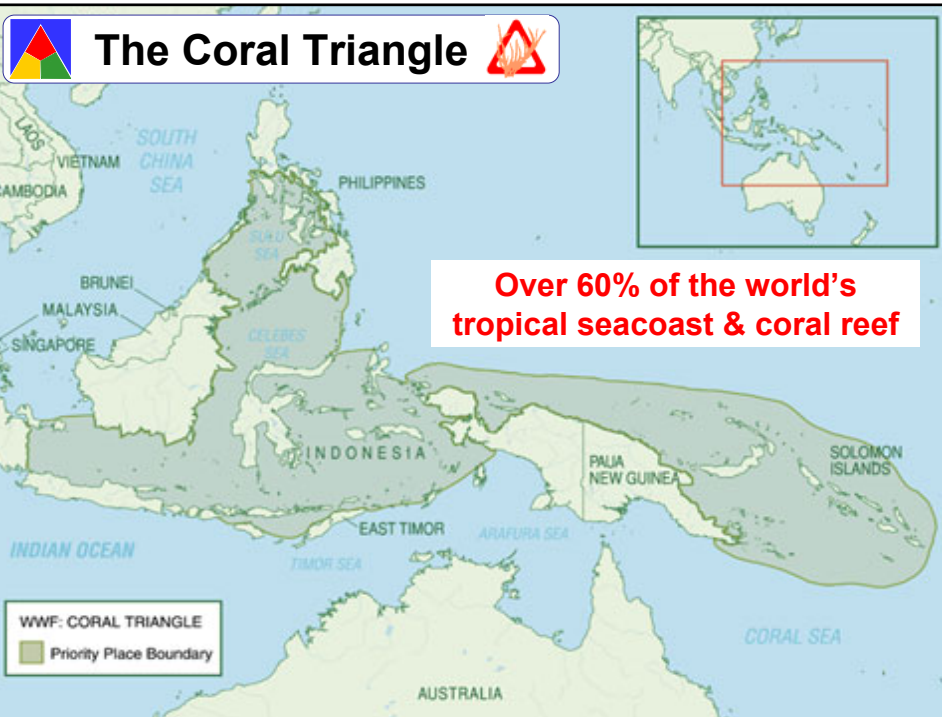 The Coral Triangle
LAOS
VIETNAM
CAMBODIA
SOUTH
CHINA
SEA
PHILIPPINES
SULU
SEA
Over 60% of the world's
tropical seacoast & coral reef
BRUNEI
MALAYSIA
SINGAPORE
CELEBES
SEA
INDONESIA
PAUA
NEW GUINEA
SOLOMON
ISLANDS
EAST TIMOR
ARAFURA SEA
INDIAN OCEAN
TIMOR SEA
WWF: CORAL TRIANGLE
Priority Place Boundary
CORAL SEA
AUSTRALIA